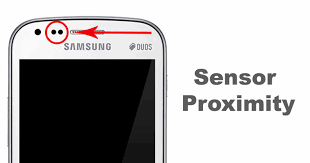 SAMSUNG
DUOS
Sensor
Proximity